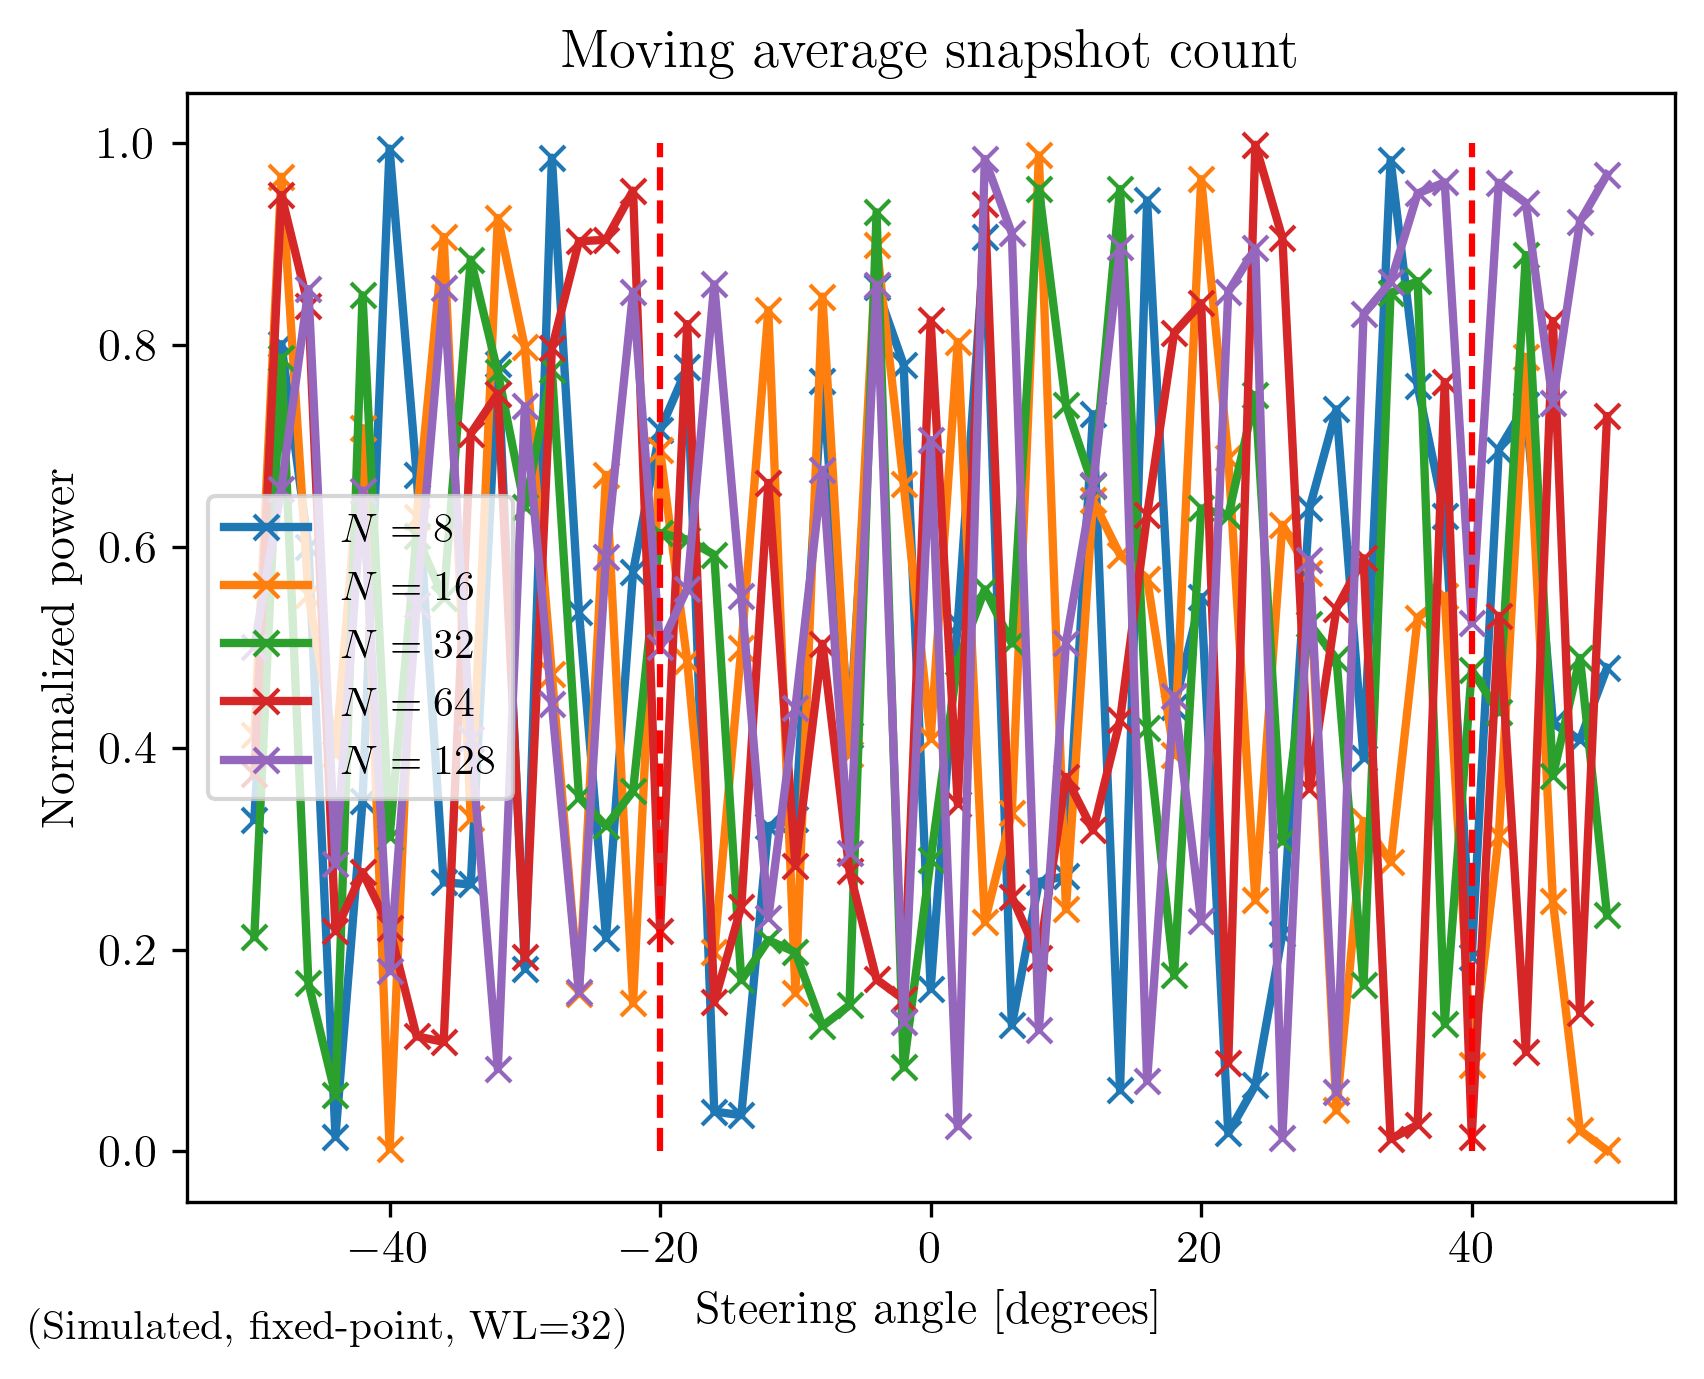 Moving average snapshot count
1.0
0.8
0.6
0.4
0.2
0.0
Normalized power
N = 8
N = 16
N = 32
N = 64
N = 128
−40
−20
0
20
40
Steering angle [degrees]
(Simulated, fixed-point, WL=32)